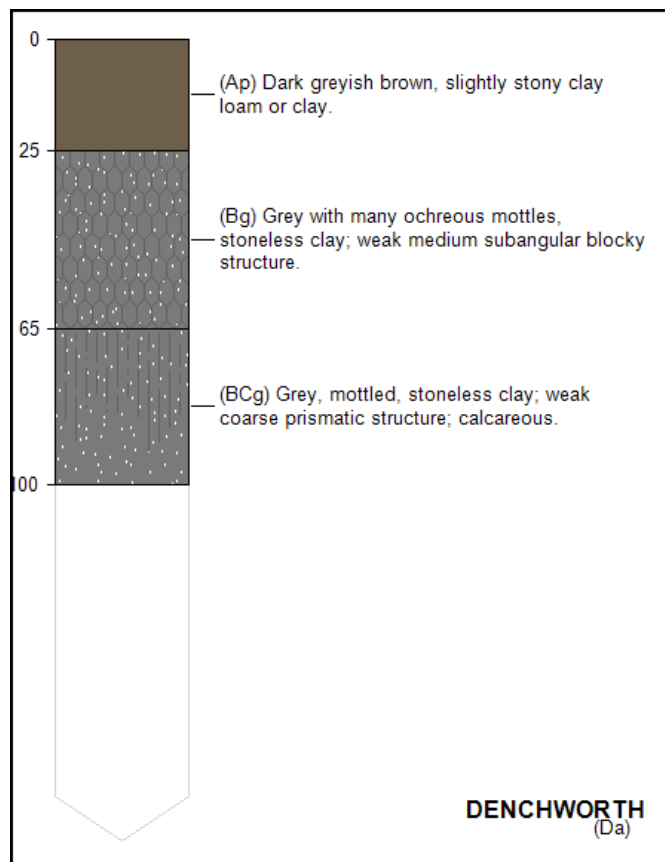 0
(Ap) Dark greyish brown, slightly stony clay
loam or clay.
25
(Bg) Grey with many ochreous mottles,
stoneless clay; weak medium subangular blocky
structure.
65
(BCg) Grey, mottled, stoneless clay; weak
coarse prismatic structure; calcareous.
100
DENCHWORTH
(Da)